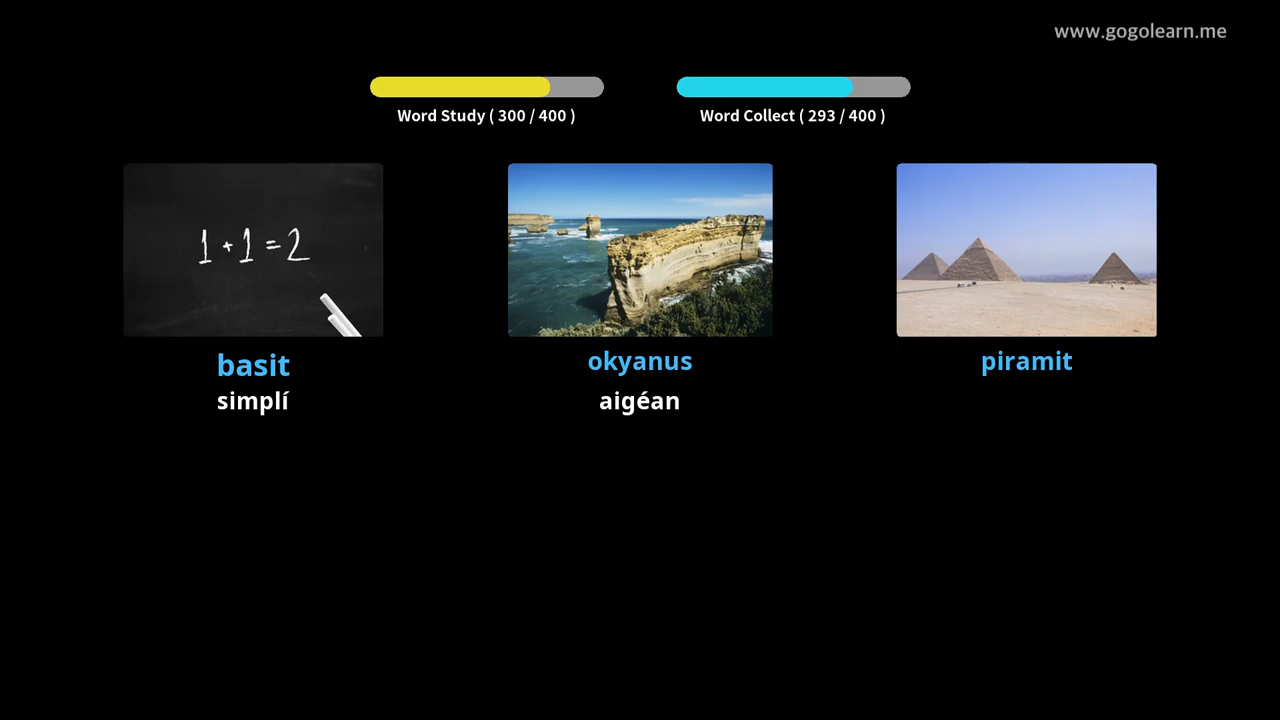 www.gogolearn.me
Word Study ( 300 / 400 )
Word Collect ( 293 / 400 )
1 + 1 = 2
basit
okyanus
piramit
simplí
aigéan